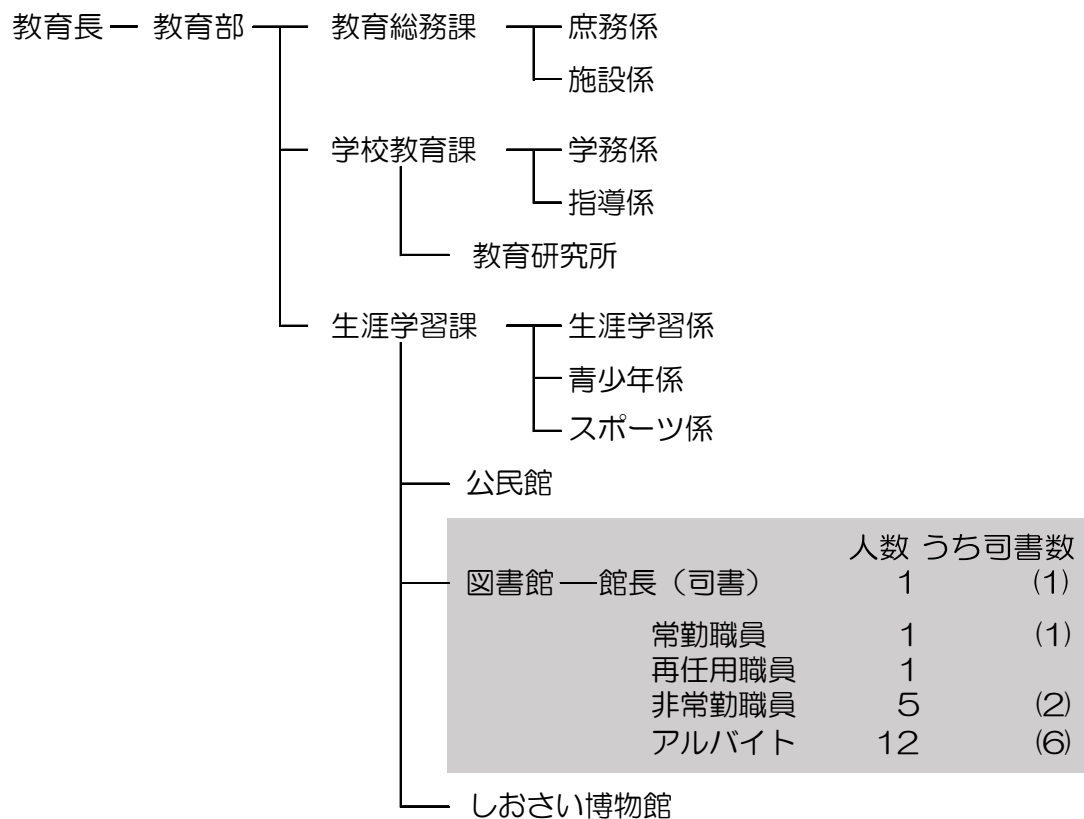 教育長 教育部 教育総務課 庶務係
施設係
学校教育課 学務係
指導係
教育研究所
生涯学習課 生涯学習係
青少年係
スポーツ係
公民館
人数 うち司書数
図書館 館長（司書） 1 (1)
常勤職員 1 (1)
再任用職員 1
非常勤職員 5 (2)
アルバイト 12 (6)
しおさい博物館